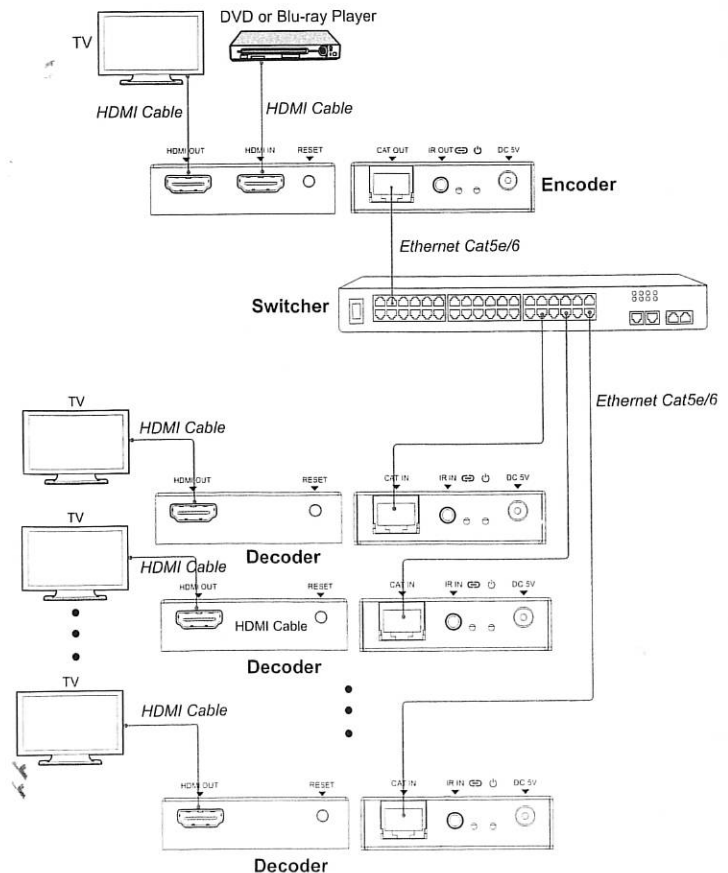 DVD or Blu-ray Player
TV
HDMI Cable
HDMI Cable
HDMI OUT
HDMI IN
RESET
CAT OUT
IR OUT
DC 5V
Encoder
Ethernet Cat5e/6
Switcher
Ethernet Cat5e/6
TV
HDMI Cable
HDMI OUT
RESET
CAT IN
IR IN
DC 5V
Decoder
TV
HDMI Cable
HDMI OUT
RESET
CAT IN
IR IN
DC 5V
HDMI Cable
Decoder
TV
HDMI Cable
HDMI OUT
RESET
CAT IN
IR IN
DC 5V
Decoder